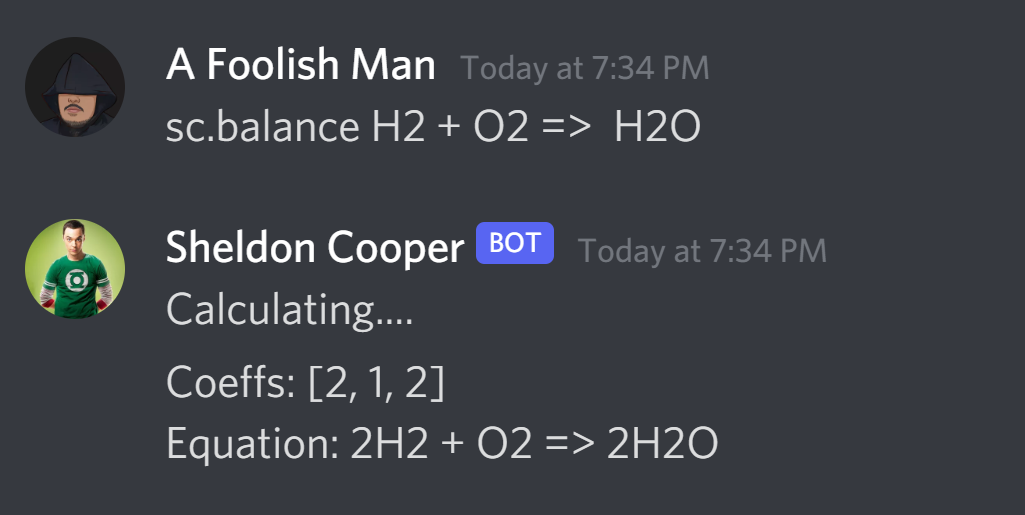 A Foolish Man Today at 7:34 PM
sc.balance H2 + O2 =>  H2O
Sheldon Cooper BOT Today at 7:34 PM
Calculating....
Coeffs: [2, 1, 2]
Equation: 2H2 + O2 => 2H2O